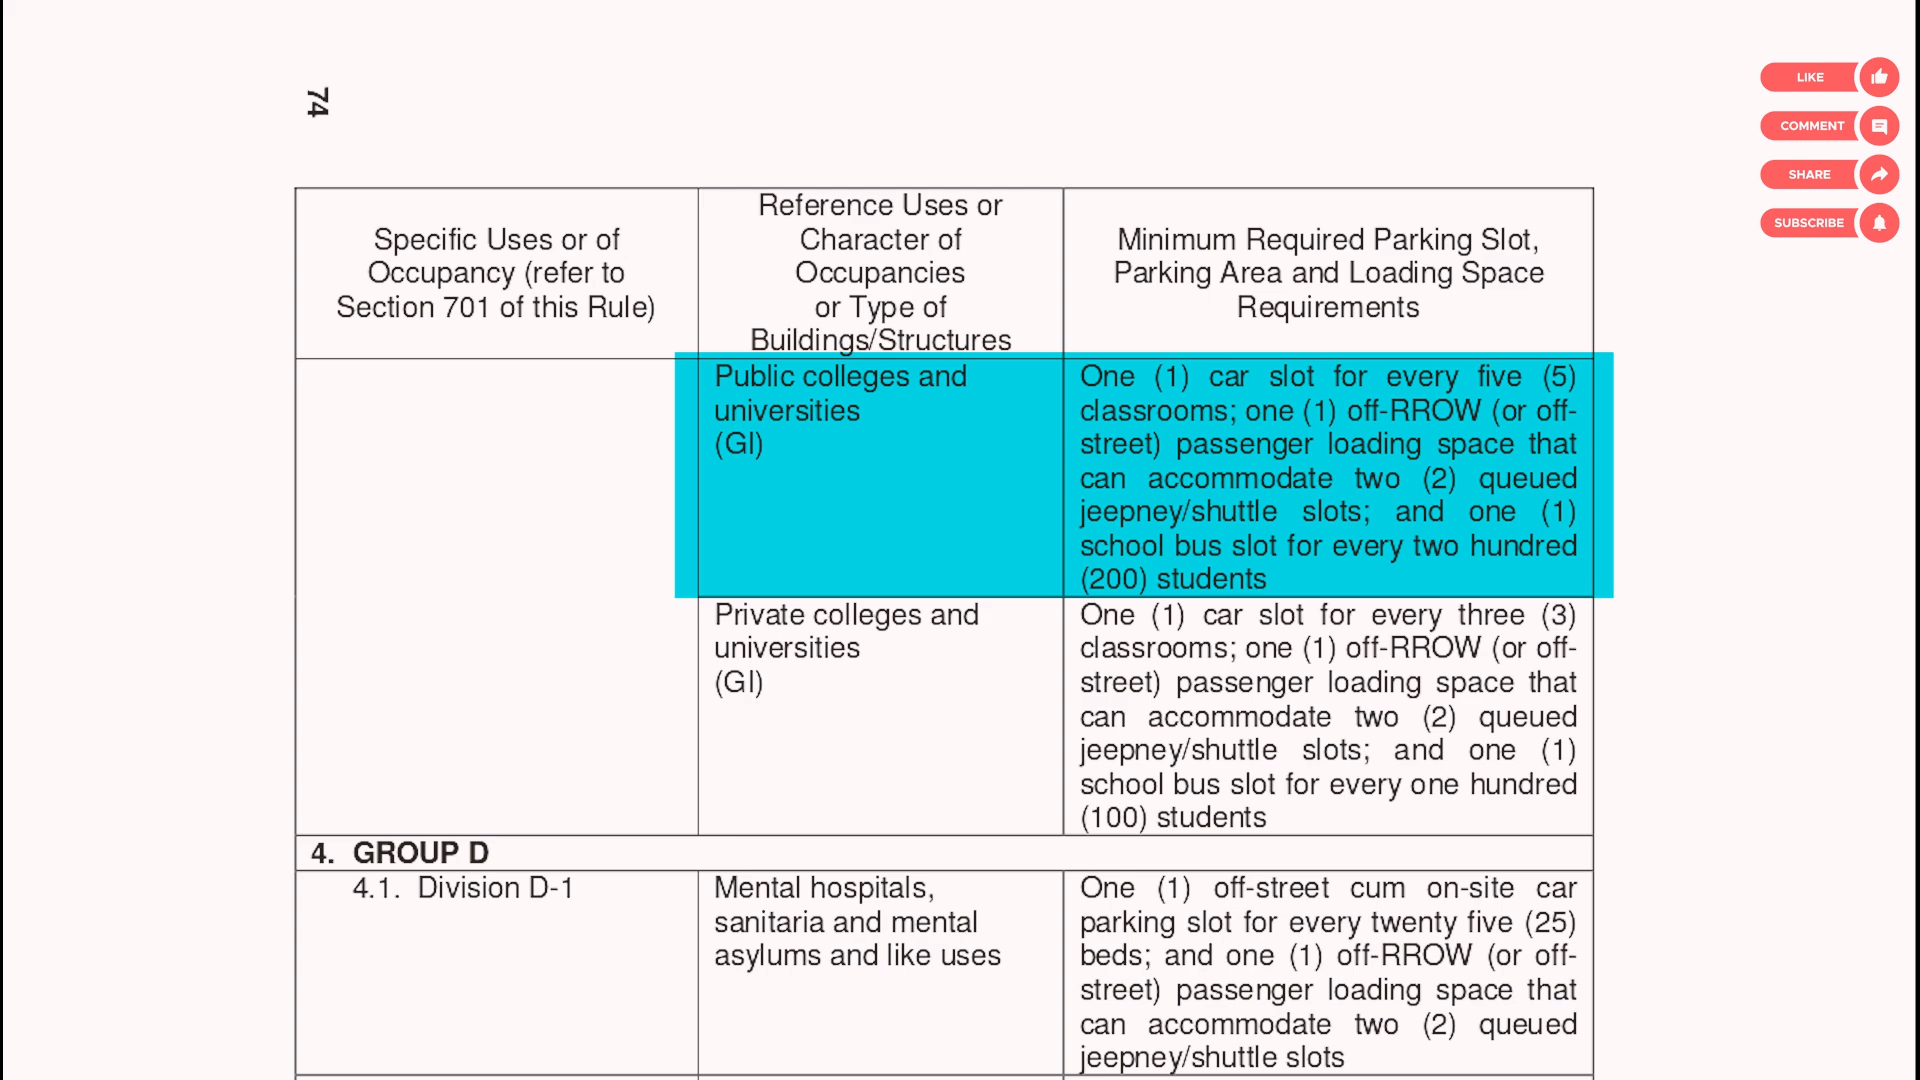 74
LIKE
COMMENT
SHARE
SUBSCRIBE
Specific Uses or of
Occupancy (refer to
Section 701 of this Rule)
Reference Uses or
Character of
Occupancies
or Type of
Buildings/Structures
Minimum Required Parking Slot,
Parking Area and Loading Space
Requirements
Public colleges and
universities
(GI)
One (1) car slot for every five (5)
classrooms; one (1) off-RROW (or off-
street) passenger loading space that
can accommodate two (2) queued
jeepney/shuttle slots; and one (1)
school bus slot for every two hundred
(200) students
Private colleges and
universities
(GI)
One (1) car slot for every three (3)
classrooms; one (1) off-RROW (or off-
street) passenger loading space that
can accommodate two (2) queued
jeepney/shuttle slots; and one (1)
school bus slot for every one hundred
(100) students
4. GROUP D
4.1. Division D-1
Mental hospitals,
sanitaria and mental
asylums and like uses
One (1) off-street cum on-site car
parking slot for every twenty five (25)
beds; and one (1) off-RROW (or off-
street) passenger loading space that
can accommodate two (2) queued
jeepney/shuttle slots